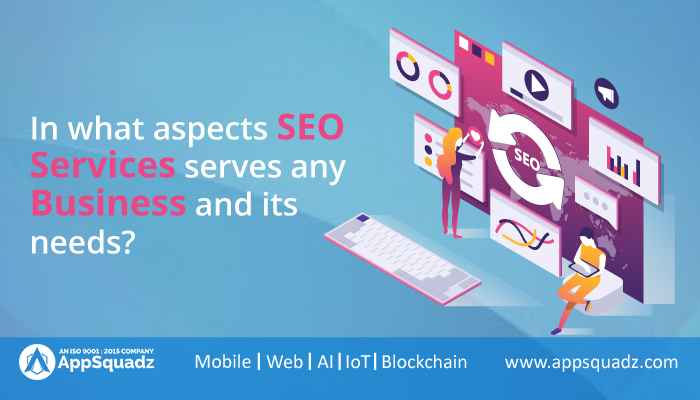 In what aspects SEO
Services serves any
Business and its
needs?
SEO
AN ISO 9001 : 2015 COMPANY
AppSquadz
Mobile | Web | AI | IoT | Blockchain
www.appsquadz.com